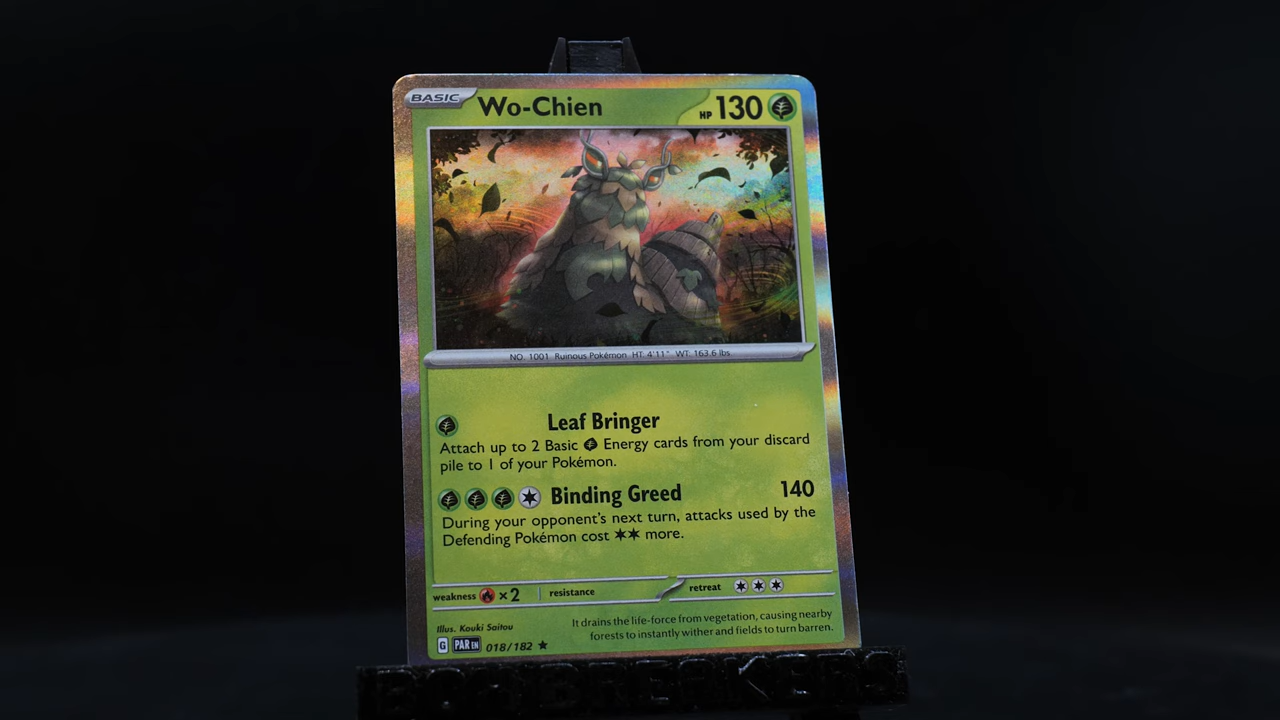 BASIC Wo-Chien HP 130
NO. 1001 Ruinous Pokémon HT: 4'11" WT: 163.6 lbs
Leaf Bringer
Attach up to 2 Basic Energy cards from your discard
pile to 1 of your Pokémon.
Binding Greed 140
During your opponent's next turn, attacks used by the
Defending Pokémon cost more.
weakness ×2 resistance retreat
It drains the life-force from vegetation, causing nearby
forests to instantly wither and fields to turn barren.
Illus. Kouki Saitou
G PAR EN 018/182
BOX BREAKERS